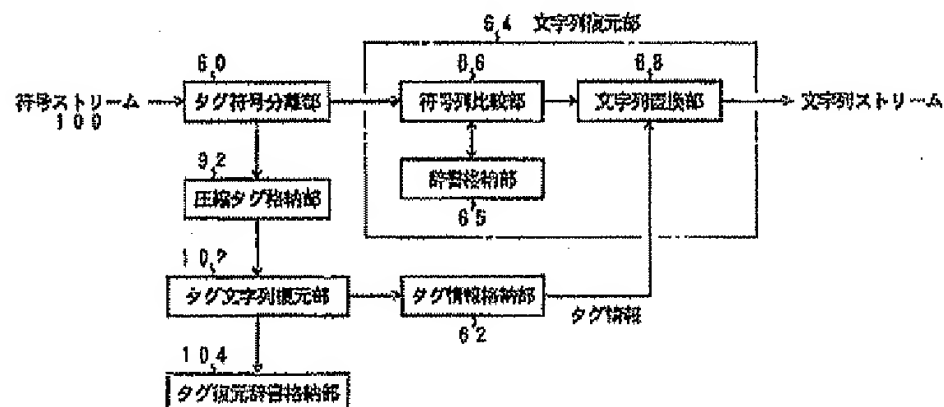 64 文字列復元部
60
66
68
符号ストリーム
100
タグ符号分離部
符号列比較部
文字列置換部
文字列ストリーム
92
圧縮タグ格納部
辞書格納部
65
102
タグ文字列復元部
タグ情報格納部
タグ情報
62
104
タグ復元辞書格納部